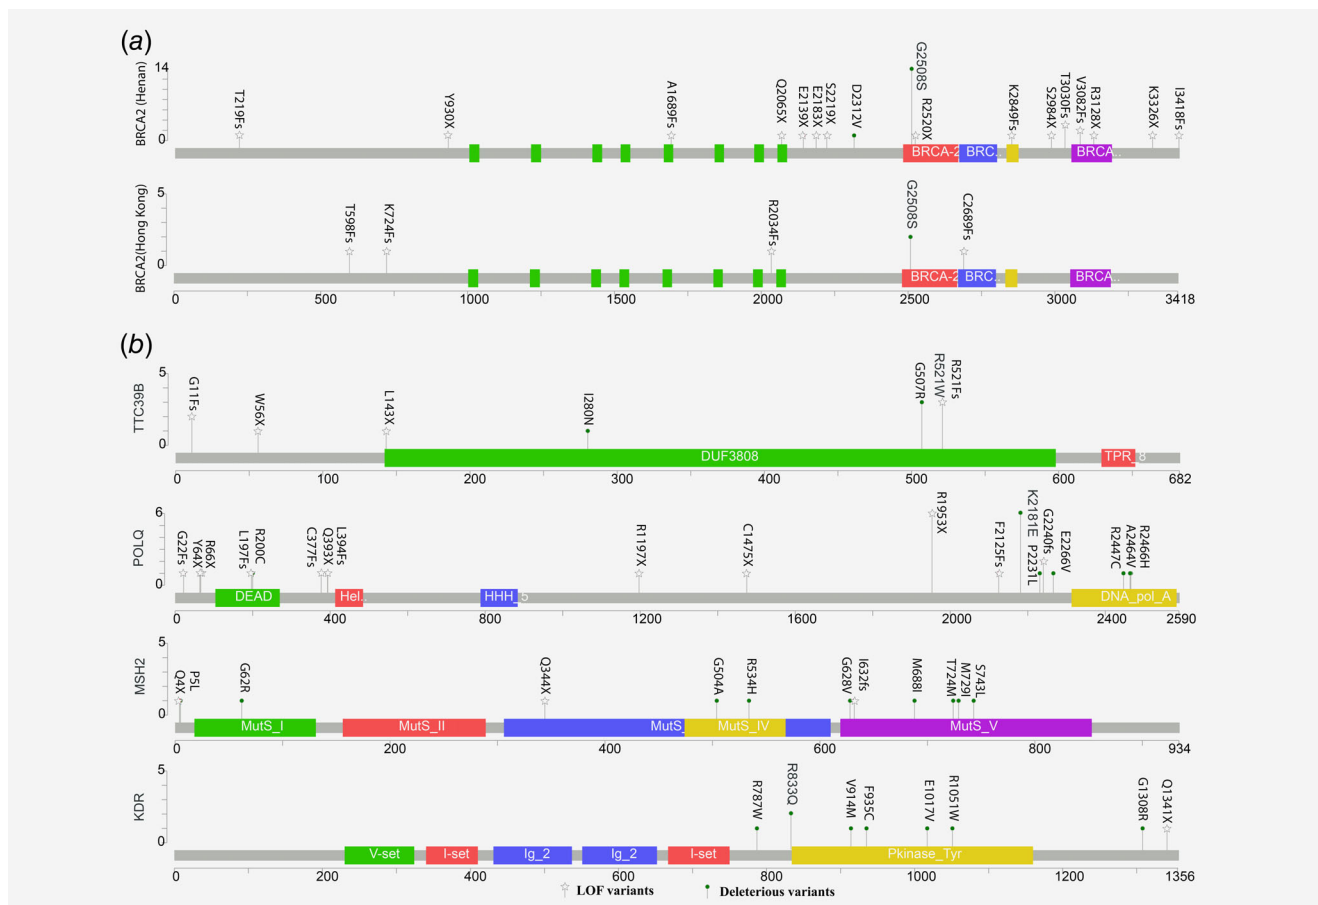 (a)
BRCA2 (Henan)
14
0
T219Fs
Y930X
A1689Fs
Q2065X
E2139X
E2183X
S2219X
D2312V
G2508S
R2520X
K2849Fs
S2984X
T3030Fs
V3082Fs
R3128X
K3326X
I3418Fs
BRCA-2
BRC..
BRCA..
BRCA2(Hong Kong)
5
0
T598Fs
K724Fs
R2034Fs
G2508S
C2689Fs
BRCA-2
BRC..
BRCA..
0 500 1000 1500 2000 2500 3000 3418
(b)
TTC39B
5
0
G11Fs
W56X
L143X
I280N
G507R
R521W
R521Fs
DUF3808
TPR_8
0 100 200 300 400 500 600 682
POLQ
6
0
G22Fs
Y64X
R66X
L197Fs
R200C
C377Fs
Q393X
L394Fs
R1197X
C1475X
R1953X
F2125Fs
K2181E
P2231L
G2240fs
E2266V
R2447C
A2464V
R2466H
DEAD
Hel..
HHH_5
DNA_pol_A
0 400 800 1200 1600 2000 2400 2590
MSH2
5
0
Q4X
P5L
G62R
Q344X
G504A
R534H
G628V
I632fs
M688I
T724M
M729I
S743L
MutS_I
MutS_II
MutS_
MutS_IV
MutS_V
0 200 400 600 800 934
KDR
5
0
R787W
R833Q
V914M
F935C
E1017V
R1051W
G1308R
Q1341X
V-set
I-set
Ig_2
Ig_2
I-set
Pkinase_Tyr
0 200 400 600 800 1000 1200 1356
LOF variants
Deleterious variants